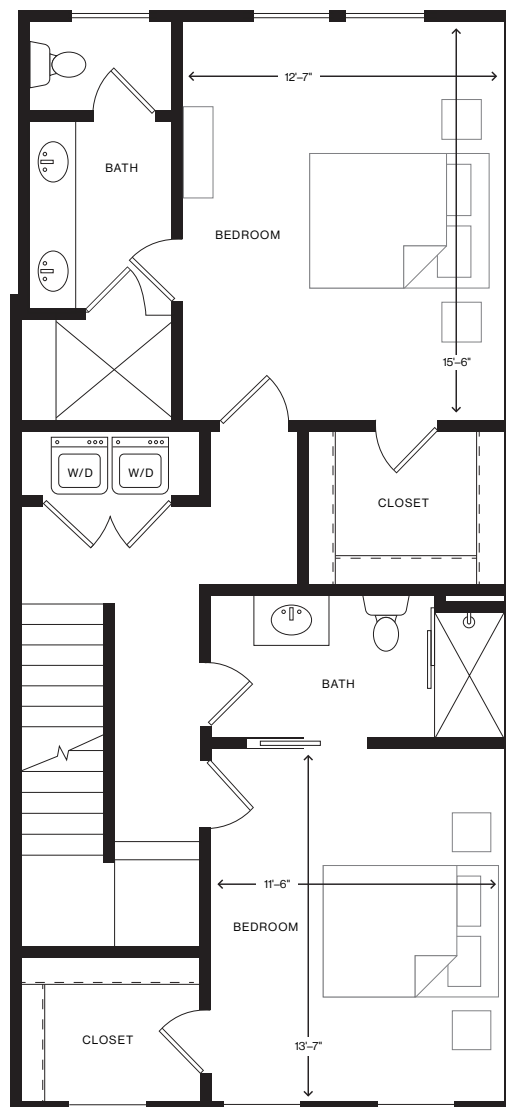 12'–7"
BATH
BEDROOM
15'–6"
W/D
W/D
CLOSET
BATH
11'–6"
BEDROOM
13'–7"
CLOSET